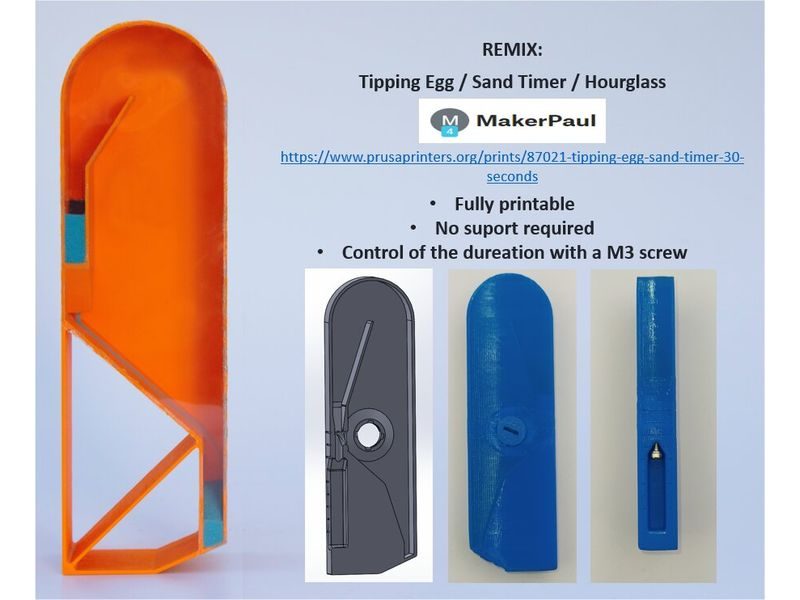 REMIX:
Tipping Egg / Sand Timer / Hourglass
M
4
MakerPaul
https://www.prusaprinters.org/prints/87021-tipping-egg-sand-timer-30-
seconds
• Fully printable
• No suport required
• Control of the dureation with a M3 screw